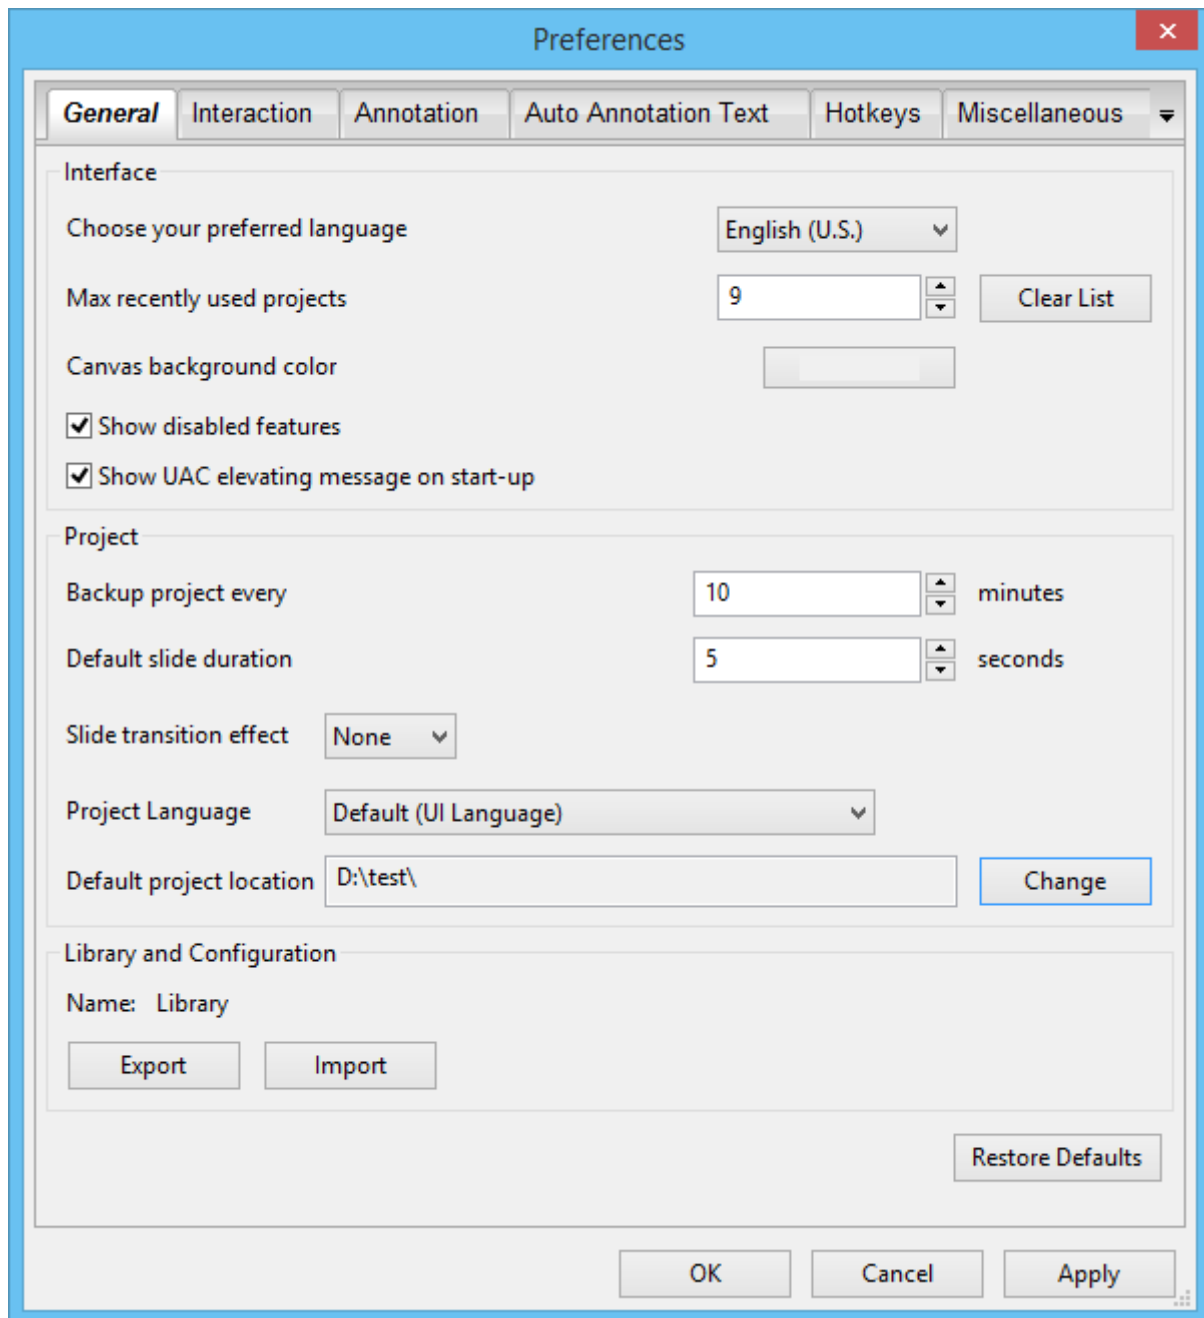 Preferences
General Interaction Annotation Auto Annotation Text Hotkeys Miscellaneous
Interface
Choose your preferred language English (U.S.)
Max recently used projects 9 Clear List
Canvas background color
Show disabled features
Show UAC elevating message on start-up
Project
Backup project every 10 minutes
Default slide duration 5 seconds
Slide transition effect None
Project Language Default (UI Language)
Default project location D:\test\ Change
Library and Configuration
Name: Library
Export Import
Restore Defaults
OK Cancel Apply